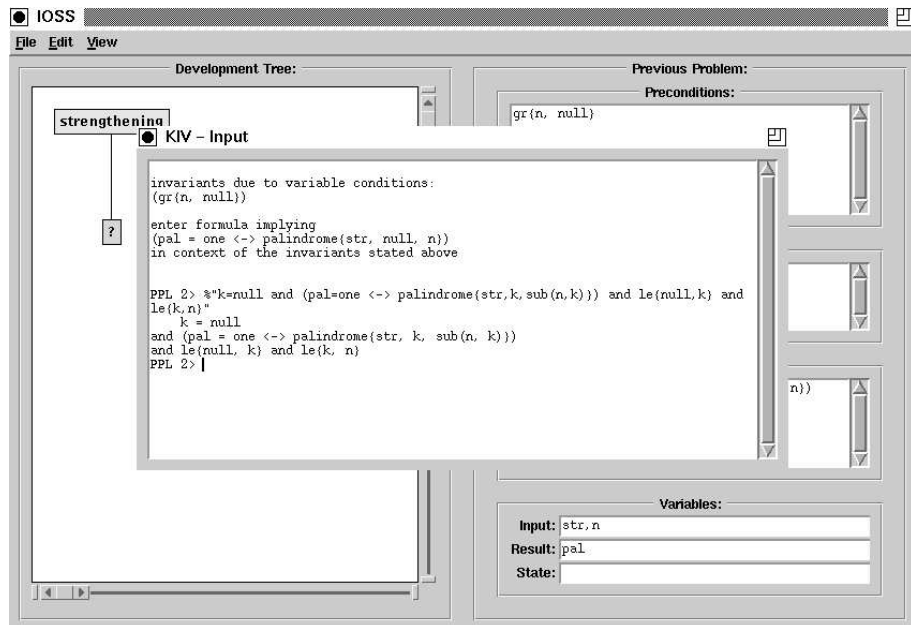 IOSS
File Edit View
Development Tree:
strengthening
?
Previous Problem:
Preconditions:
gr{n, null}
KIV – Input
invariants due to variable conditions:
(gr{n, null})
enter formula implying
(pal = one <-> palindrome{str, null, n})
in context of the invariants stated above
PPL 2> %"k=null and (pal=one <-> palindrome{str,k,sub(n,k)}) and le{null,k} and
le{k,n}"
k = null
and (pal = one <-> palindrome{str, k, sub(n, k)})
and le{null, k} and le{k, n}
PPL 2>
n})
Variables:
Input: str,n
Result: pal
State: